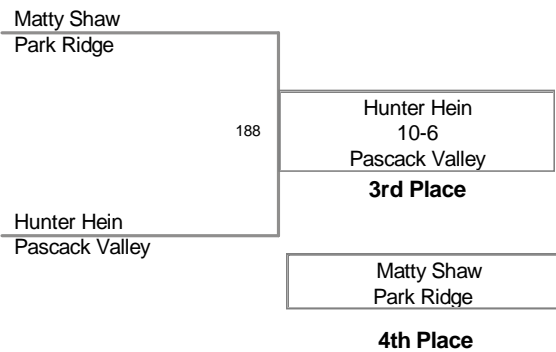 Matty Shaw
Park Ridge
188
Hunter Hein
10-6
Pascack Valley
3rd Place
Hunter Hein
Pascack Valley
Matty Shaw
Park Ridge
4th Place